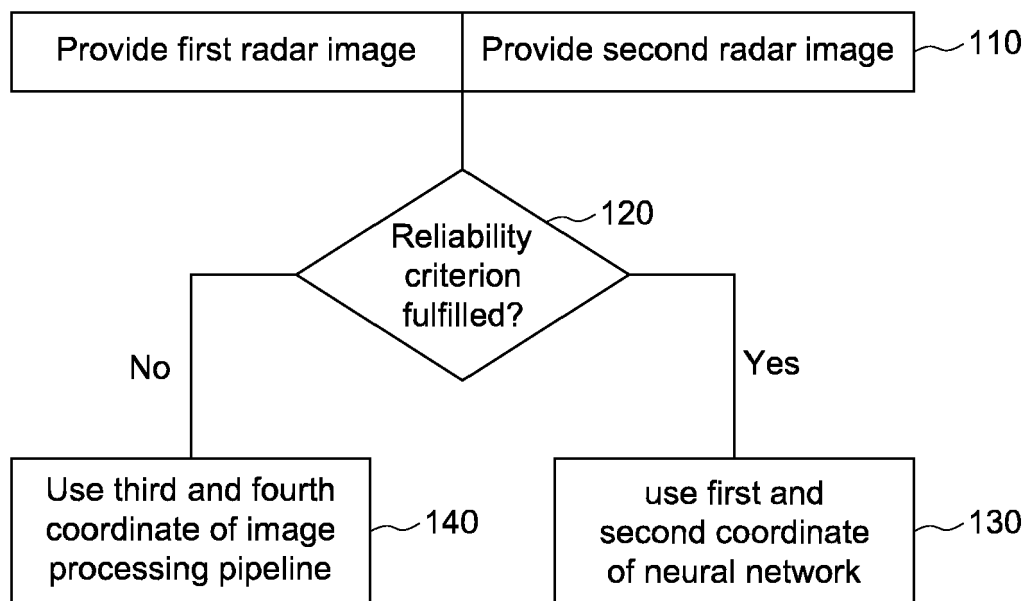 Provide first radar image
Provide second radar image
110
120
Reliability
criterion
fulfilled?
No
Yes
Use third and fourth
coordinate of image
processing pipeline
140
use first and
second coordinate
of neural network
130